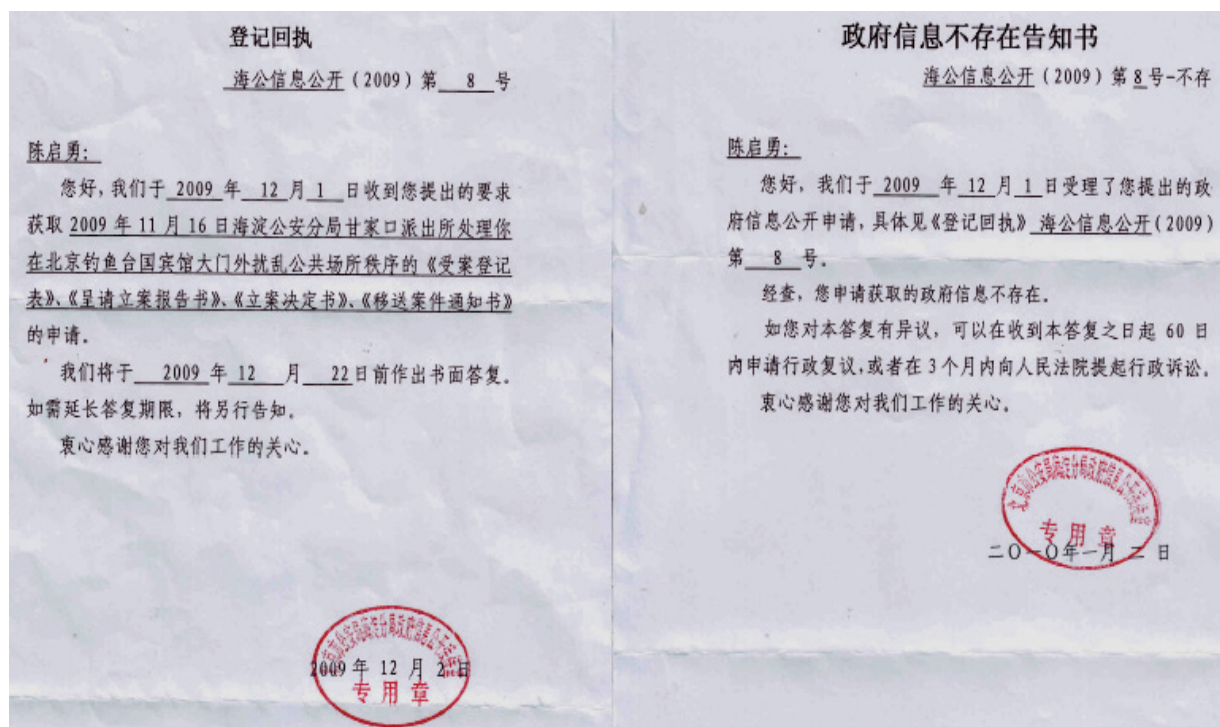 登记回执
海公信息公开(2009)第 8 号
陈启勇:
您好,我们于 2009 年 12 月 1 日收到您提出的要求
获取 2009 年 11 月 16 日海淀公安分局甘家口派出所处理你
在北京钓鱼台国宾馆大门外扰乱公共场所秩序的《受案登记
表》、《呈请立案报告书》、《立案决定书》、《移送案件通知书》
的申请。
我们将于 2009 年 12 月 22日前作出书面答复。
如需延长答复期限,将另行告知。
衷心感谢您对我们工作的关心。
2009 年 12 月 2 日
专用章
政府信息不存在告知书
海公信息公开(2009)第 8 号-不存
陈启勇:
您好,我们于 2009 年 12 月 1 日受理了您提出的政
府信息公开申请,具体见《登记回执》海公信息公开(2009)
第 8 号.
经查,您申请获取的政府信息不存在。
如您对本答复有异议,可以在收到本答复之日起 60 日
内申请行政复议,或者在 3 个月内向人民法院提起行政诉讼。
衷心感谢您对我们工作的关心。
专用章
二〇一〇年一月 二 日